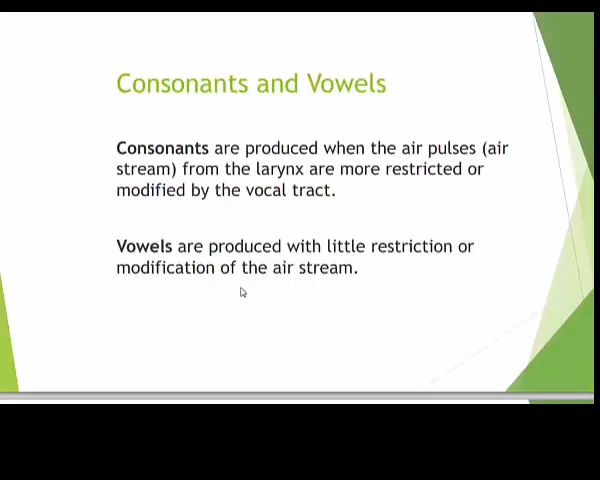 Consonants and Vowels
Consonants are produced when the air pulses (air
stream) from the larynx are more restricted or
modified by the vocal tract.
Vowels are produced with little restriction or
modification of the air stream.